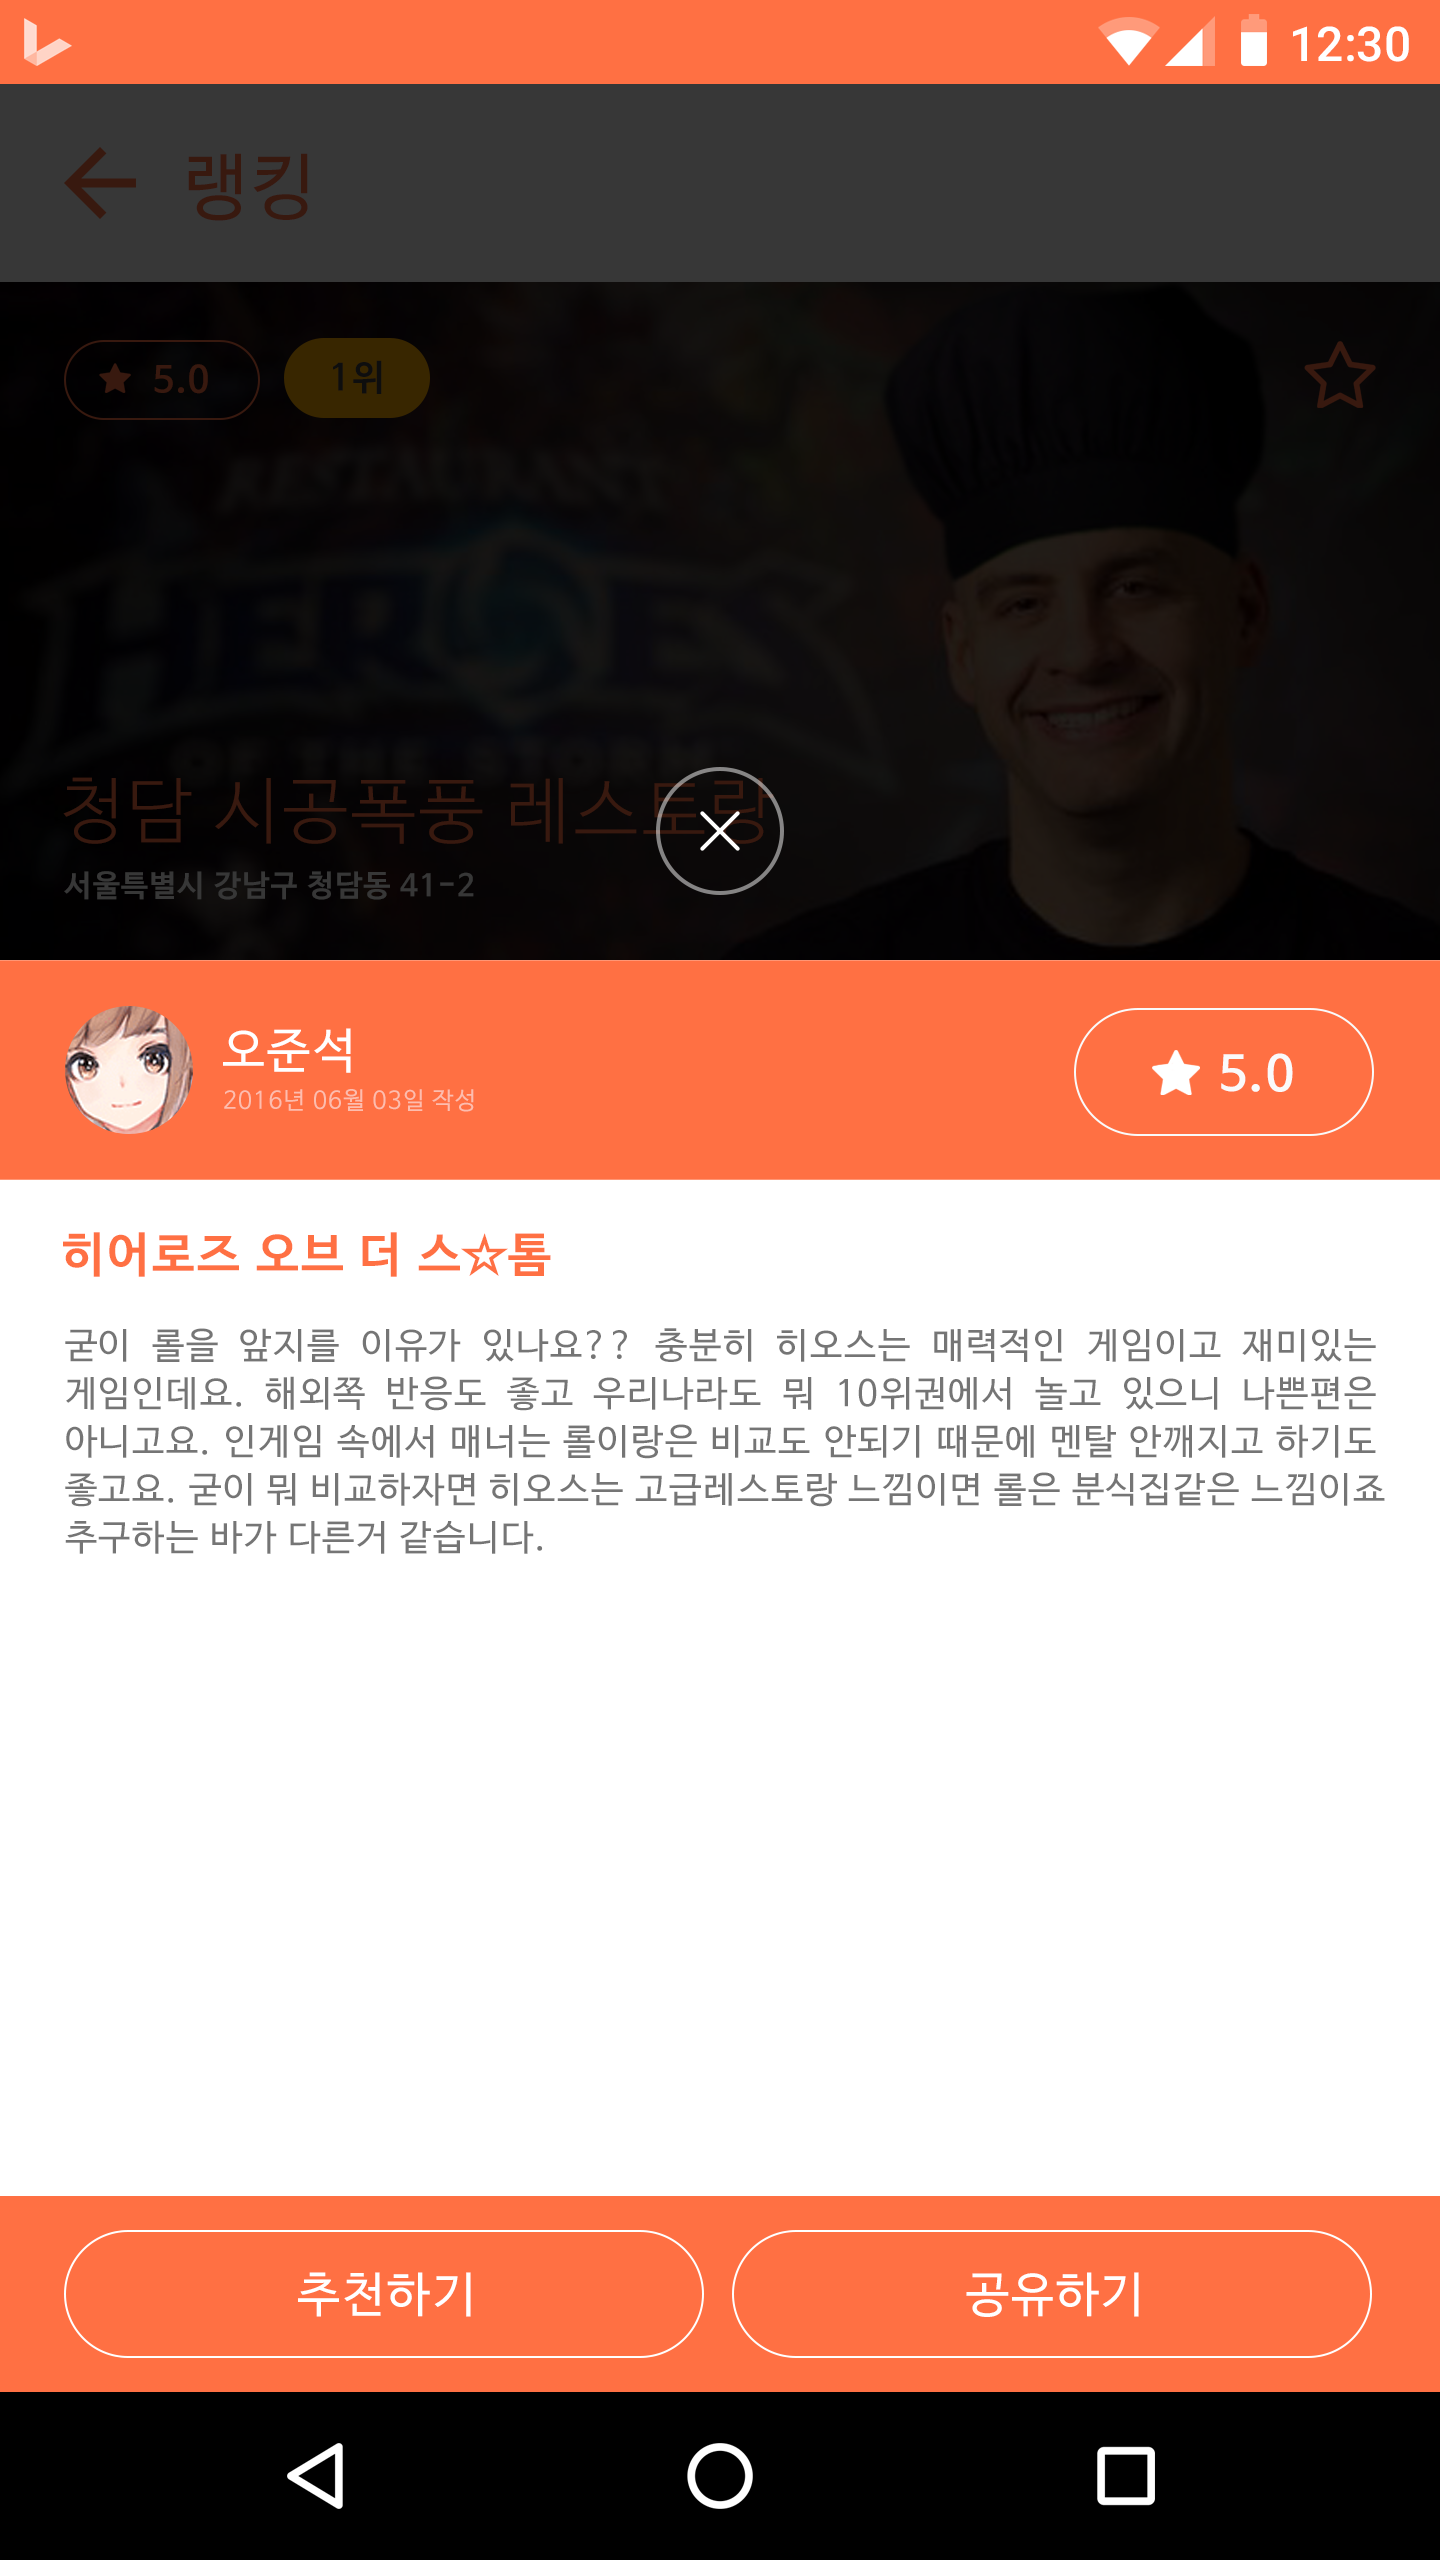 12:30
랭킹
5.0
1위
RESTAURANT
HEROES
OF THE STORM
청담 시공폭풍 레스토랑
서울특별시 강남구 청담동 41-2
오준석
5.0
2016년 06월 03일 작성
히어로즈 오브 더 스☆톰
굳이 롤을 앞지를 이유가 있나요?? 충분히 히오스는 매력적인 게임이고 재미있는
게임인데요. 해외쪽 반응도 좋고 우리나라도 뭐 10위권에서 놀고 있으니 나쁜편은
아니고요. 인게임 속에서 매너는 롤이랑은 비교도 안되기 때문에 멘탈 안깨지고 하기도
좋고요. 굳이 뭐 비교하자면 히오스는 고급레스토랑 느낌이면 롤은 분식집같은 느낌이죠
추구하는 바가 다른거 같습니다.
추천하기
공유하기